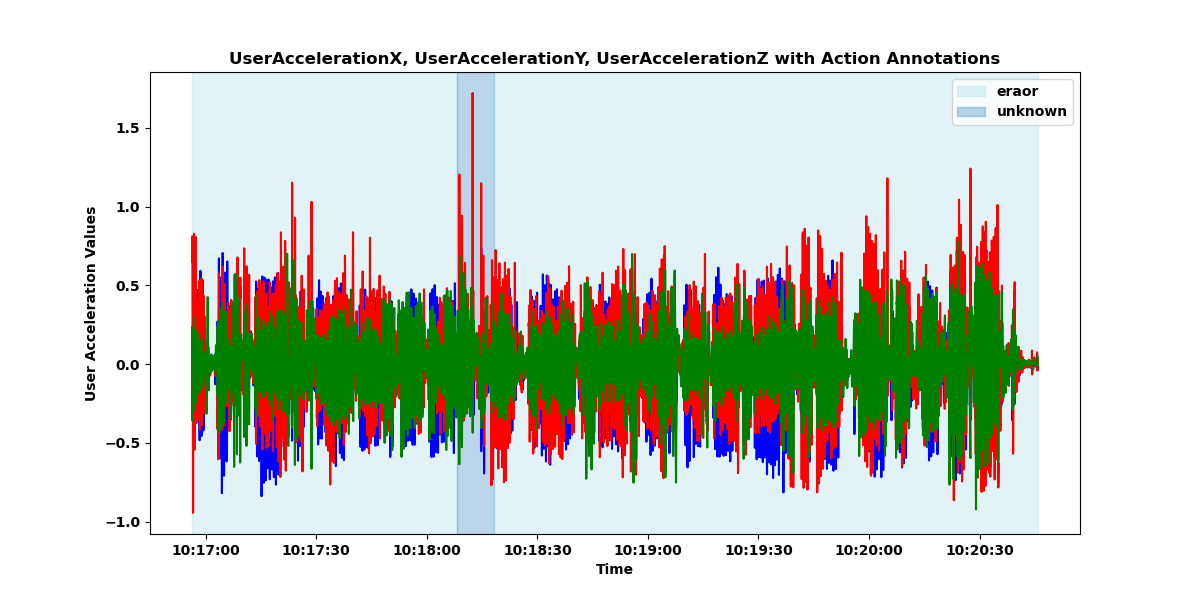 UserAccelerationX, UserAccelerationY, UserAccelerationZ with Action Annotations
eraor
unknown
User Acceleration Values
1.5
1.0
0.5
0.0
−0.5
−1.0
10:17:00 10:17:30 10:18:00 10:18:30 10:19:00 10:19:30 10:20:00 10:20:30
Time